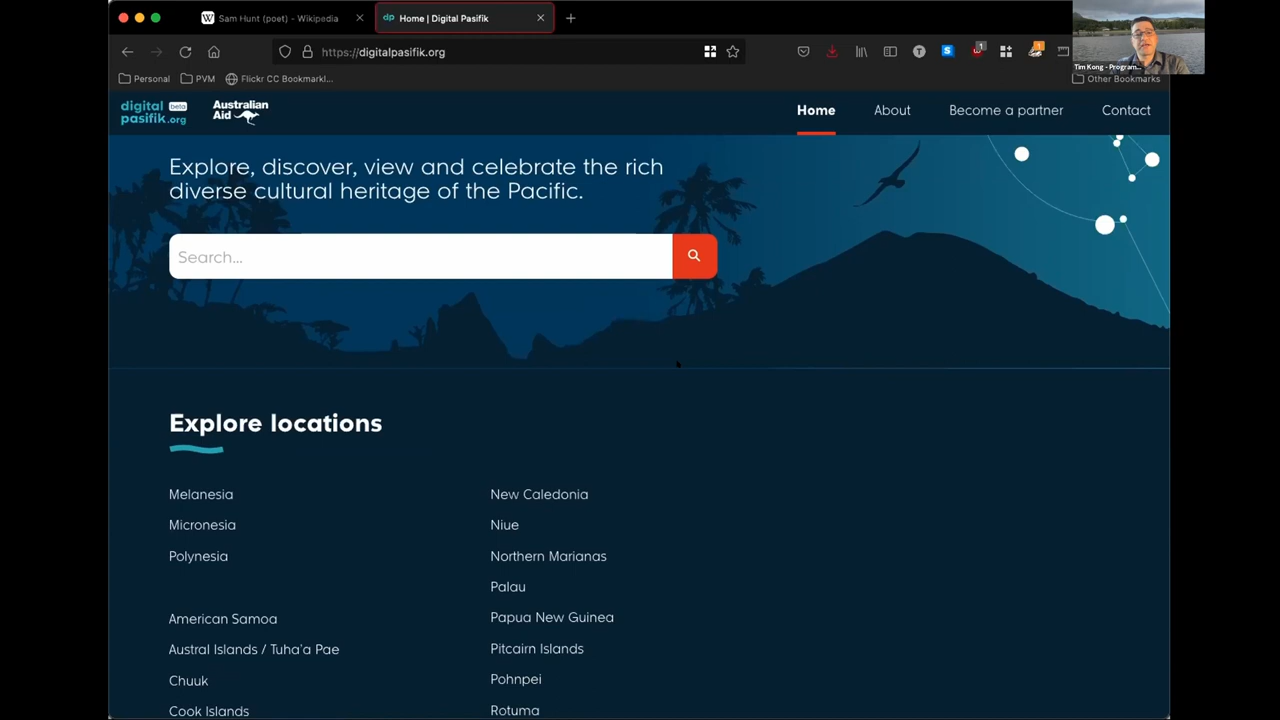 Sam Hunt (poet) - Wikipedia
Home | Digital Pasifik
https://digitalpasifik.org
Tim Kong - Program...
Personal
PVM
Flickr CC Bookmarkl...
Other Bookmarks
digital beta
pasifik.org
Australian
Aid
Home
About
Become a partner
Contact
Explore, discover, view and celebrate the rich
diverse cultural heritage of the Pacific.
Search...
Explore locations
Melanesia
Micronesia
Polynesia
American Samoa
Austral Islands / Tuha'a Pae
Chuuk
Cook Islands
New Caledonia
Niue
Northern Marianas
Palau
Papua New Guinea
Pitcairn Islands
Pohnpei
Rotuma